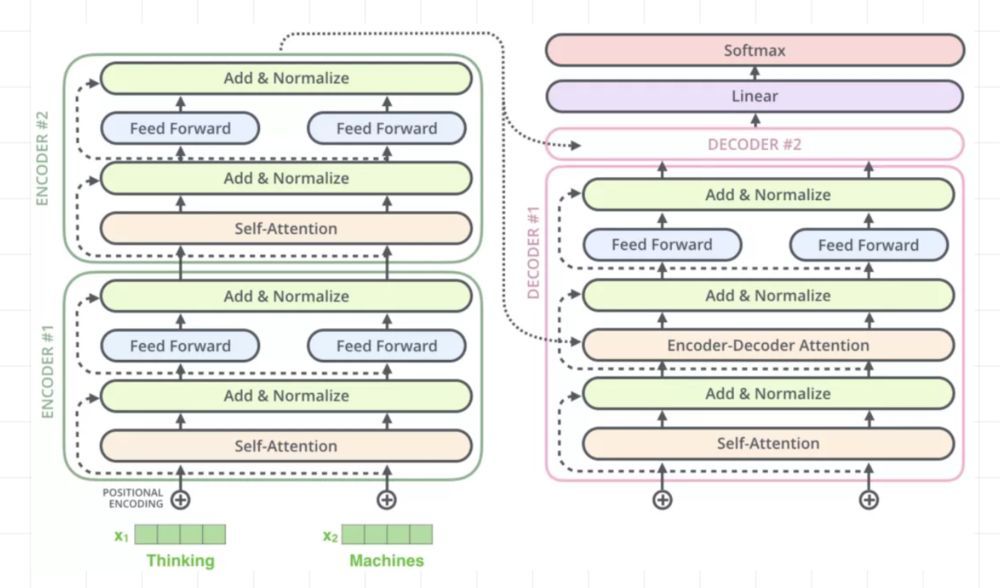 ENCODER #2
Add & Normalize
Feed Forward
Feed Forward
Add & Normalize
Self-Attention
ENCODER #1
Add & Normalize
Feed Forward
Feed Forward
Add & Normalize
Self-Attention
POSITIONAL
ENCODING
x₁
x₂
Thinking
Machines
Softmax
Linear
DECODER #2
DECODER #1
Add & Normalize
Feed Forward
Feed Forward
Add & Normalize
Encoder-Decoder Attention
Add & Normalize
Self-Attention